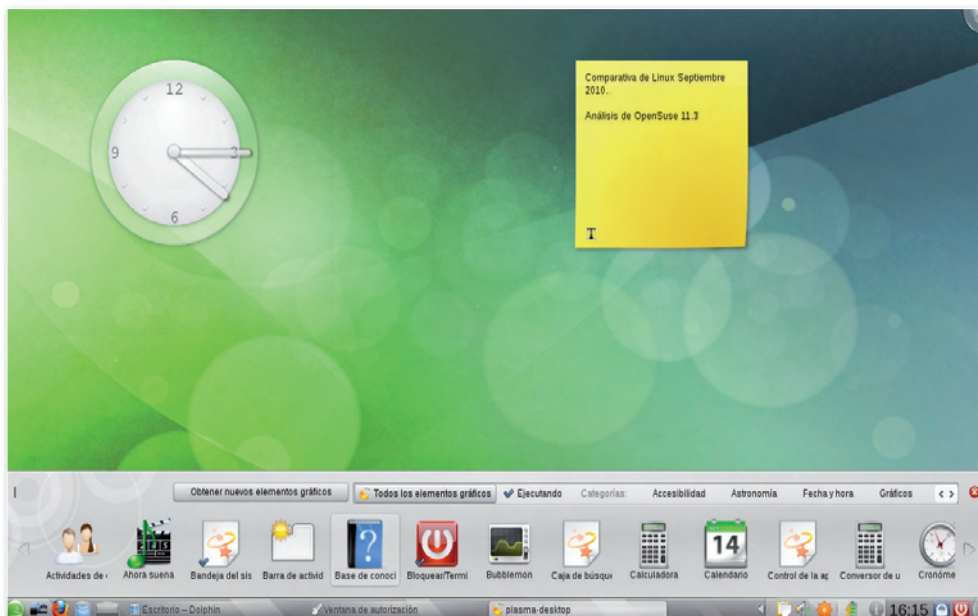 12
9
3
6
Comparativa de Linux Septiembre
2010.
Análisis de OpenSuse 11.3
T
Obtener nuevos elementos gráficos Todos los elementos gráficos Ejecutando Categorías: Accesibilidad Astronomía Fecha y hora Gráficos
14
Actividades de Ahora suena Bandeja del sis Barra de activid Base de conoci Bloquear/Termi Bubblemon Caja de búsque Calculadora Calendario Control de la ap Conversor de u Cronóme
Escritorio – Dolphin Ventana de autorización plasma-desktop 16:15